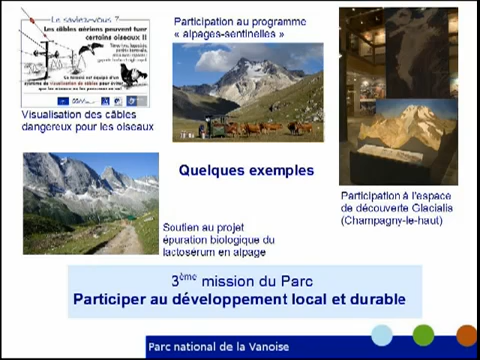 Le saviez-vous ?
Les câbles aériens peuvent tuer
certains oiseaux !!
Visualisation des câbles
dangereux pour les oiseaux
Participation au programme
« alpages-sentinelles »
Quelques exemples
Participation à l'espace
de découverte Glacialis
(Champagny-le-haut)
Soutien au projet
épuration biologique du
lactosérum en alpage
3ème mission du Parc
Participer au développement local et durable
Parc national de la Vanoise